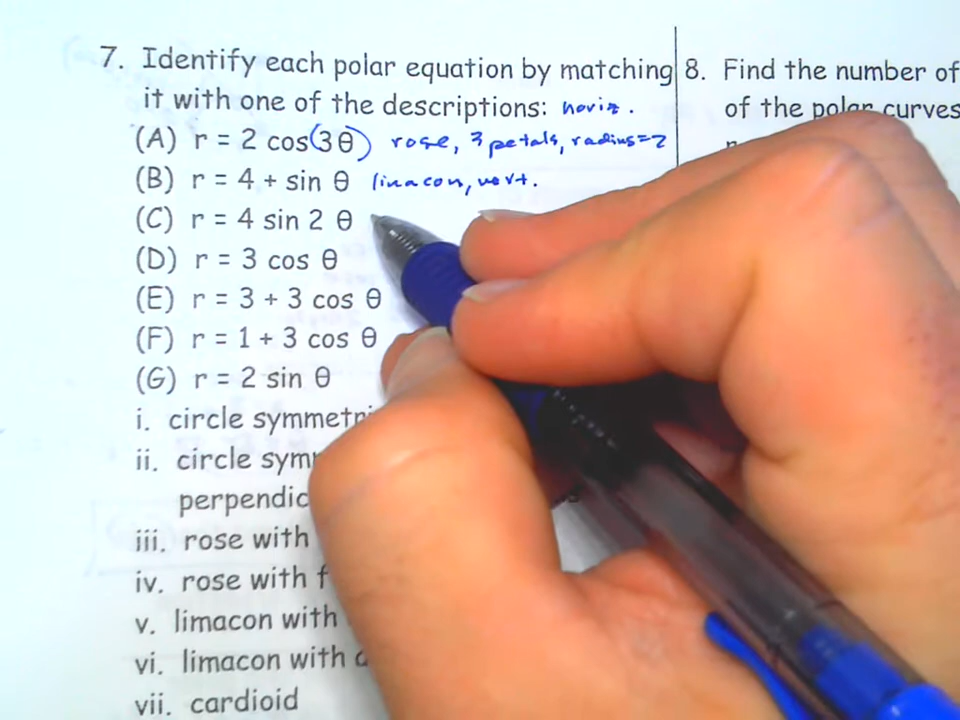 7. Identify each polar equation by matching
it with one of the descriptions: horiz.
(A) r = 2 cos(3θ) rose, 3 petals, radius=2
(B) r = 4 + sin θ limacon, vert.
(C) r = 4 sin 2 θ
(D) r = 3 cos θ
(E) r = 3 + 3 cos θ
(F) r = 1 + 3 cos θ
(G) r = 2 sin θ
i. circle symmetri
ii. circle sym
perpendic
iii. rose with
iv. rose with f
v. limacon with
vi. limacon with
vii. cardioid
8. Find the number of
of the polar curves